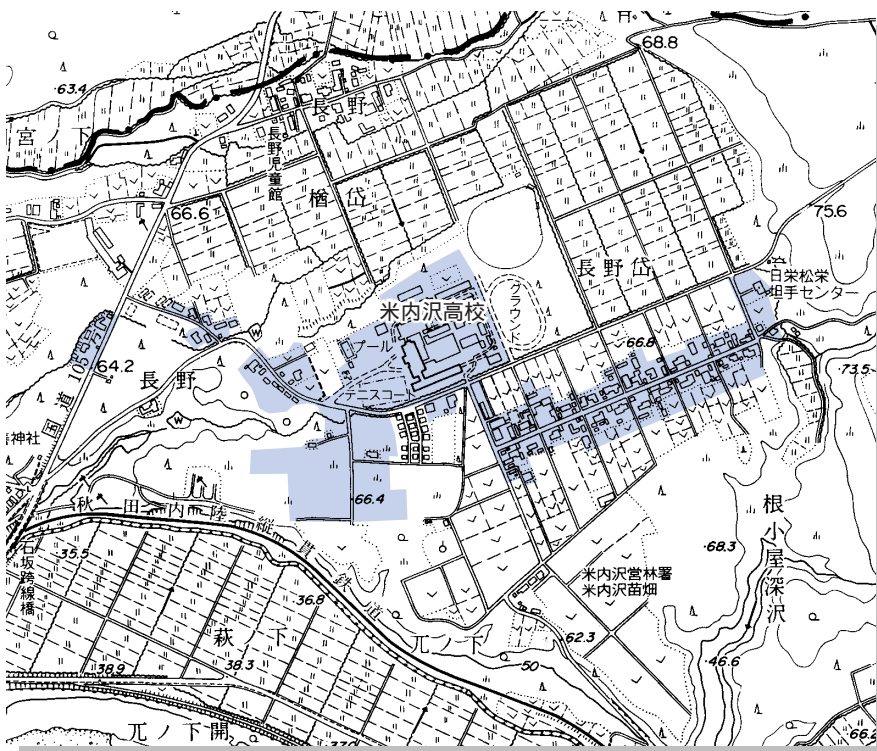 68.8
63.4
宮ノ下
長野
長野児童館
楢岱
66.6
75.6
長野岱
日栄松栄
担手センター
米内沢高校
グラウンド
プール
66.8
64.2
国道105号
長野
テニスコー
73.5
神社
66.4
秋田内陸縦貫鉄道
根小屋深沢
石坂跨線橋
35.5
68.3
米内沢営林署
米内沢苗畑
36.8
萩下
下ノ下
62.3
50
46.6
38.9
38.3
下ノ下開
66.2